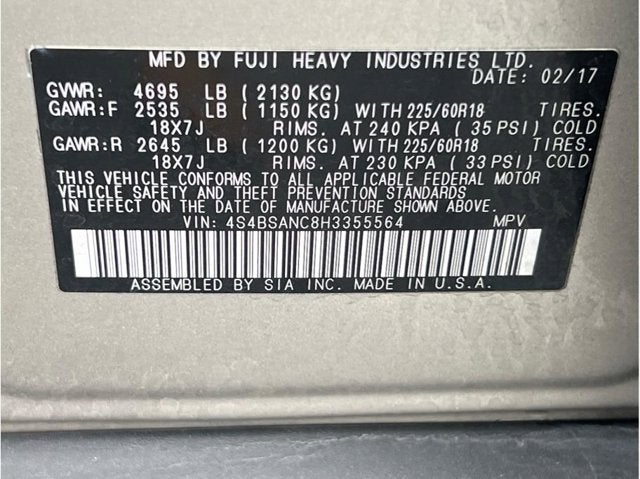 MFD BY FUJI HEAVY INDUSTRIES LTD.
DATE: 02/17
GVWR: 4695 LB ( 2130 KG)
GAWR:F 2535 LB ( 1150 KG) WITH 225/60R18 TIRES.
18X7J RIMS. AT 240 KPA ( 35 PSI) COLD
GAWR:R 2645 LB ( 1200 KG) WITH 225/60R18 TIRES.
18X7J RIMS. AT 230 KPA ( 33 PSI) COLD
THIS VEHICLE CONFORMS TO ALL APPLICABLE FEDERAL MOTOR
VEHICLE SAFETY AND THEFT PREVENTION STANDARDS
IN EFFECT ON THE DATE OF MANUFACTURE SHOWN ABOVE.
VIN: 4S4BSANC8H3355564 MPV
ASSEMBLED BY SIA INC. MADE IN U.S.A.